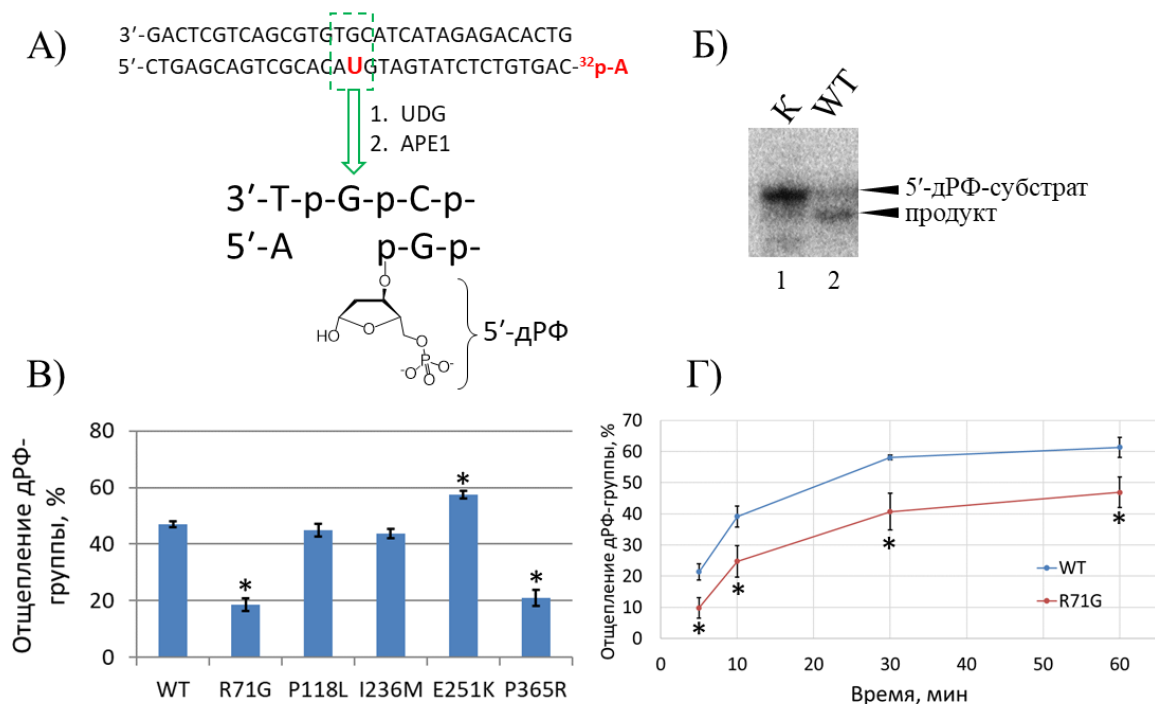 А)
3′-GACTCGTCAGCGTGTGCATCATAGAGACACTG
5′-CTGAGCAGTCGCACAUGTAGTATCTCTGTGAC-³²p-A
1. UDG
2. APE1
3′-T-p-G-p-C-p-
5′-A p-G-p-
O
HO
O
O
P
O⁻
⁻O
O
5′-дРФ
Б)
К WT
5′-дРФ-субстрат
продукт
1 2
В)
Отщепление дРФ-
группы, %
80
60
40
20
0
* * *
WT R71G P118L I236M E251K P365R
Г)
Отщепление дРФ-группы, %
70
60
50
40
30
20
10
0
* * * *
WT
R71G
0 10 20 30 40 50 60
Время, мин